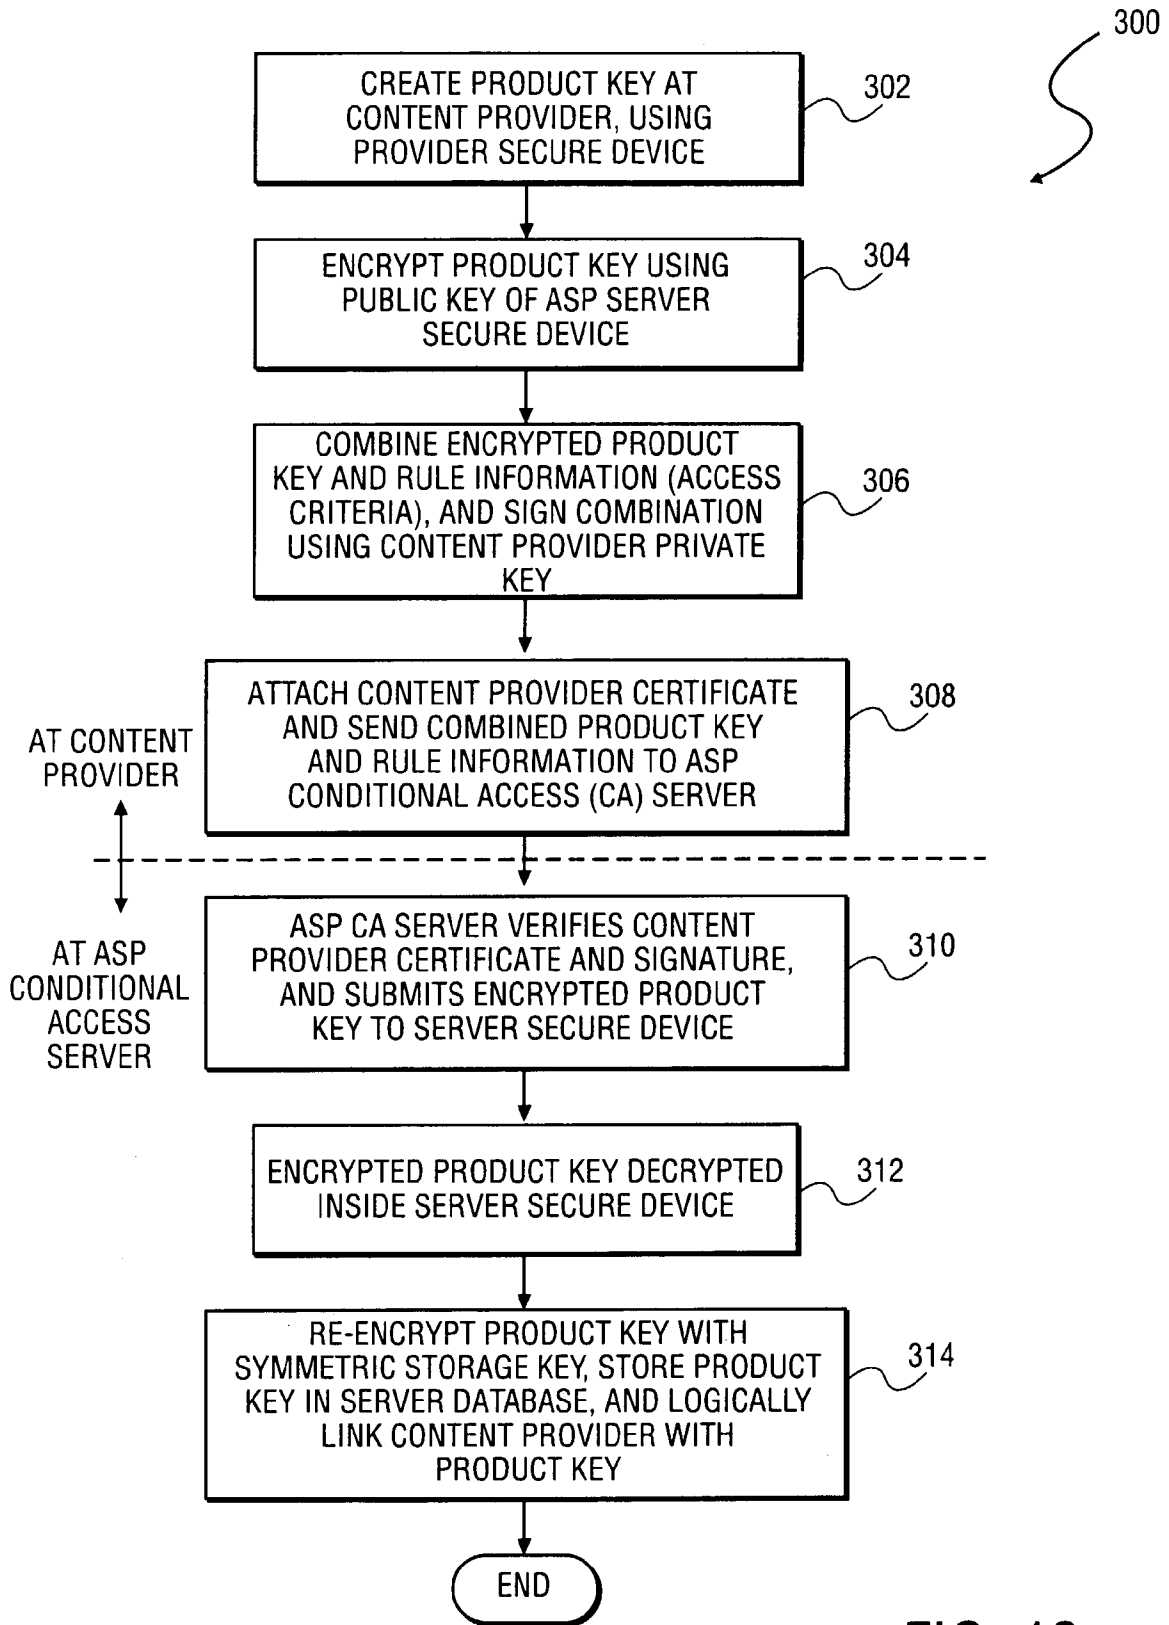 300
CREATE PRODUCT KEY AT
CONTENT PROVIDER, USING
PROVIDER SECURE DEVICE
302
ENCRYPT PRODUCT KEY USING
PUBLIC KEY OF ASP SERVER
SECURE DEVICE
304
COMBINE ENCRYPTED PRODUCT
KEY AND RULE INFORMATION (ACCESS
CRITERIA), AND SIGN COMBINATION
USING CONTENT PROVIDER PRIVATE
KEY
306
ATTACH CONTENT PROVIDER CERTIFICATE
AND SEND COMBINED PRODUCT KEY
AND RULE INFORMATION TO ASP
CONDITIONAL ACCESS (CA) SERVER
308
AT CONTENT
PROVIDER
AT ASP
CONDITIONAL
ACCESS
SERVER
ASP CA SERVER VERIFIES CONTENT
PROVIDER CERTIFICATE AND SIGNATURE,
AND SUBMITS ENCRYPTED PRODUCT
KEY TO SERVER SECURE DEVICE
310
ENCRYPTED PRODUCT KEY DECRYPTED
INSIDE SERVER SECURE DEVICE
312
RE-ENCRYPT PRODUCT KEY WITH
SYMMETRIC STORAGE KEY, STORE PRODUCT
KEY IN SERVER DATABASE, AND LOGICALLY
LINK CONTENT PROVIDER WITH
PRODUCT KEY
314
END